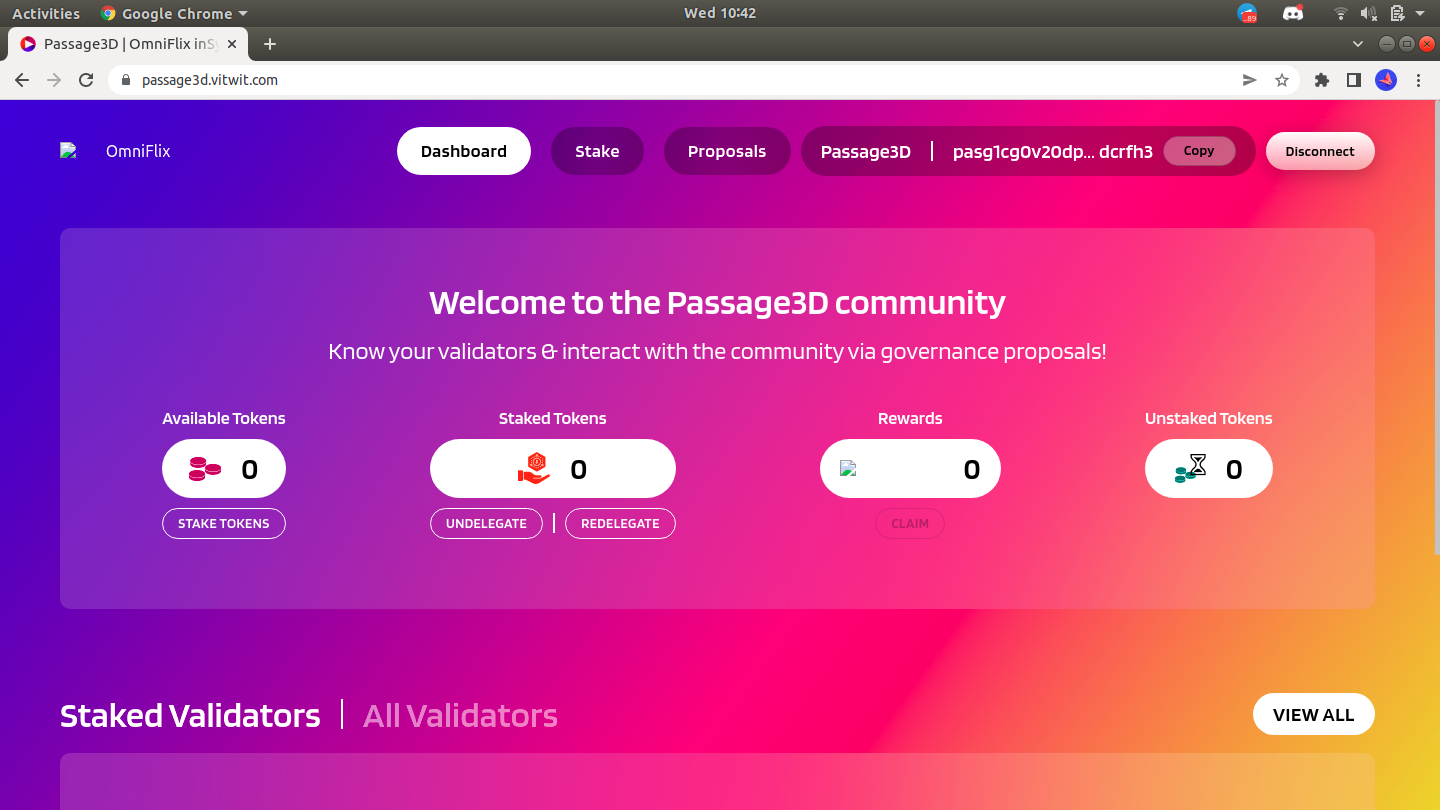 Activities
Google Chrome
Wed 10:42
89
Passage3D | OmniFlix inSy
passage3d.vitwit.com
OmniFlix
Dashboard
Stake
Proposals
Passage3D
pasg1cg0v20dp... dcrfh3
Copy
Disconnect
Welcome to the Passage3D community
Know your validators & interact with the community via governance proposals!
Available Tokens
Staked Tokens
Rewards
Unstaked Tokens
0
0
0
0
STAKE TOKENS
UNDELEGATE
REDELEGATE
CLAIM
Staked Validators
All Validators
VIEW ALL